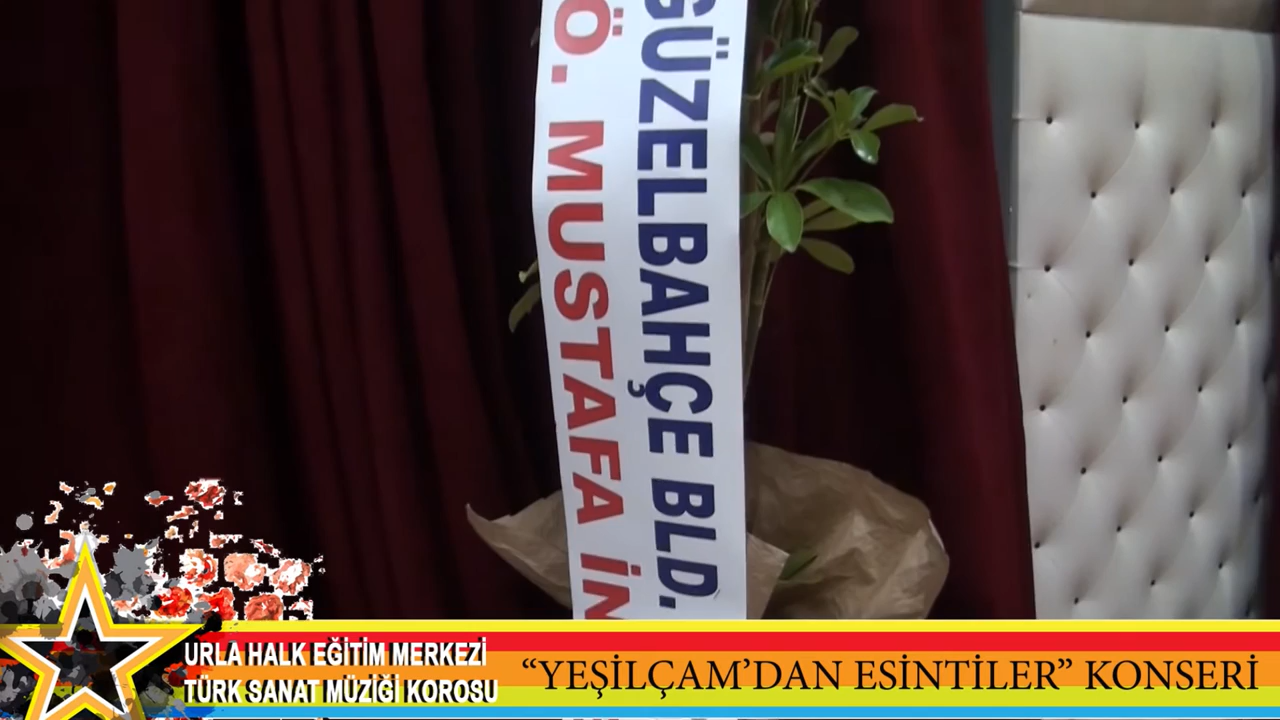 GÜZELBAHÇE BLD.
Ö. MUSTAFA İN
URLA HALK EĞİTİM MERKEZİ
TÜRK SANAT MÜZİĞİ KOROSU
“YEŞİLÇAM’DAN ESİNTİLER” KONSERİ